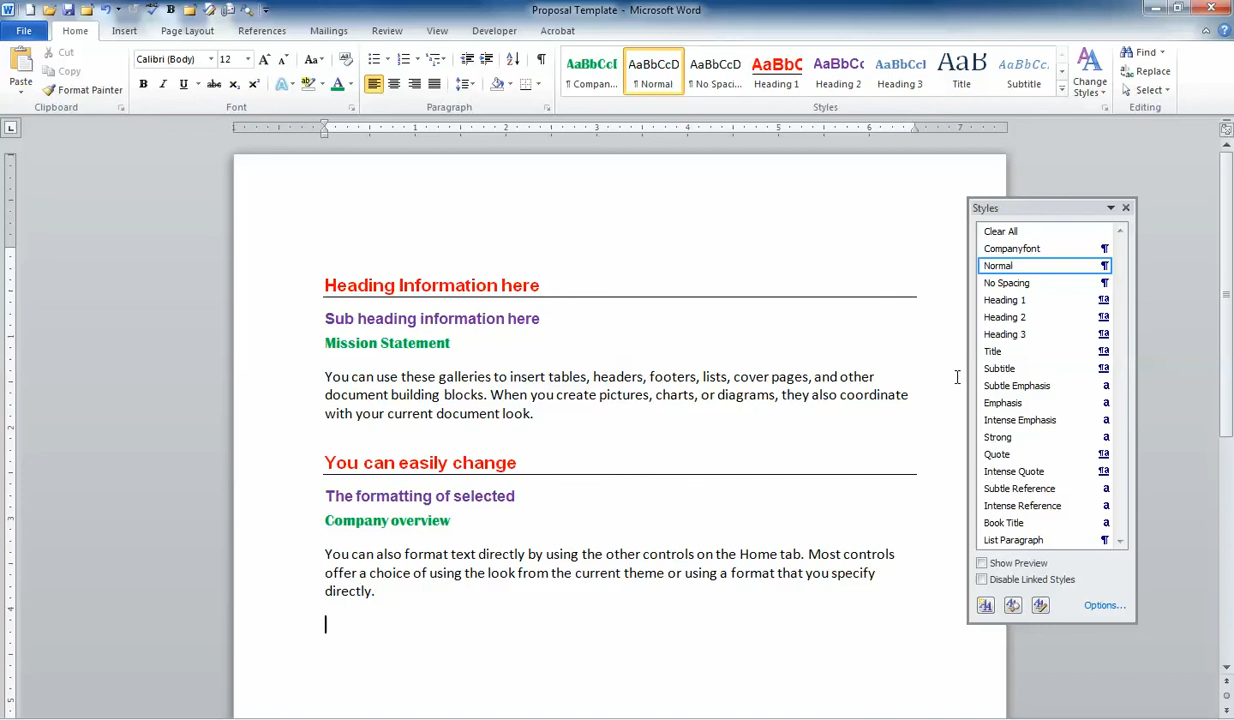 Proposal Template - Microsoft Word
File Home Insert Page Layout References Mailings Review View Developer Acrobat
Paste
Cut
Copy
Format Painter
Clipboard
Calibri (Body) 12
Font
Paragraph
AaBbCcI AaBbCcD AaBbCcD AaBbC AaBbCc AaBbCcI AaB AaBbCcl
¶ Compan... ¶ Normal ¶ No Spaci... Heading 1 Heading 2 Heading 3 Title Subtitle
Change
Styles
Styles
Find
Replace
Select
Editing
1 1 2 3 4 5 6 7
Heading Information here
Sub heading information here
Mission Statement
You can use these galleries to insert tables, headers, footers, lists, cover pages, and other
document building blocks. When you create pictures, charts, or diagrams, they also coordinate
with your current document look.
You can easily change
The formatting of selected
Company overview
You can also format text directly by using the other controls on the Home tab. Most controls
offer a choice of using the look from the current theme or using a format that you specify
directly.
Styles
Clear All
Companyfont ¶
Normal ¶
No Spacing ¶
Heading 1 ¶a
Heading 2 ¶a
Heading 3 ¶a
Title ¶a
Subtitle ¶a
Subtle Emphasis a
Emphasis a
Intense Emphasis a
Strong a
Quote ¶a
Intense Quote ¶a
Subtle Reference a
Intense Reference a
Book Title a
List Paragraph ¶
Show Preview
Disable Linked Styles
Options...